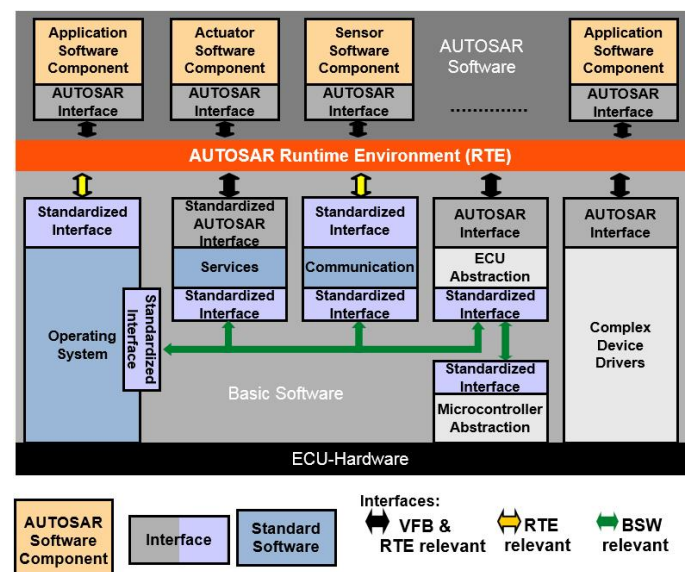 Application
Software
Component
AUTOSAR
Interface
Actuator
Software
Component
AUTOSAR
Interface
Sensor
Software
Component
AUTOSAR
Interface
AUTOSAR
Software
..............
Application
Software
Component
AUTOSAR
Interface
AUTOSAR Runtime Environment (RTE)
Standardized
Interface
Operating
System
Standardized
Interface
Standardized
AUTOSAR
Interface
Services
Standardized
Interface
Standardized
Interface
Communication
Standardized
Interface
AUTOSAR
Interface
ECU
Abstraction
Standardized
Interface
Standardized
Interface
Microcontroller
Abstraction
AUTOSAR
Interface
Complex
Device
Drivers
Basic Software
ECU-Hardware
AUTOSAR
Software
Component
Interface
Standard
Software
Interfaces:
VFB &
RTE relevant
RTE
relevant
BSW
relevant